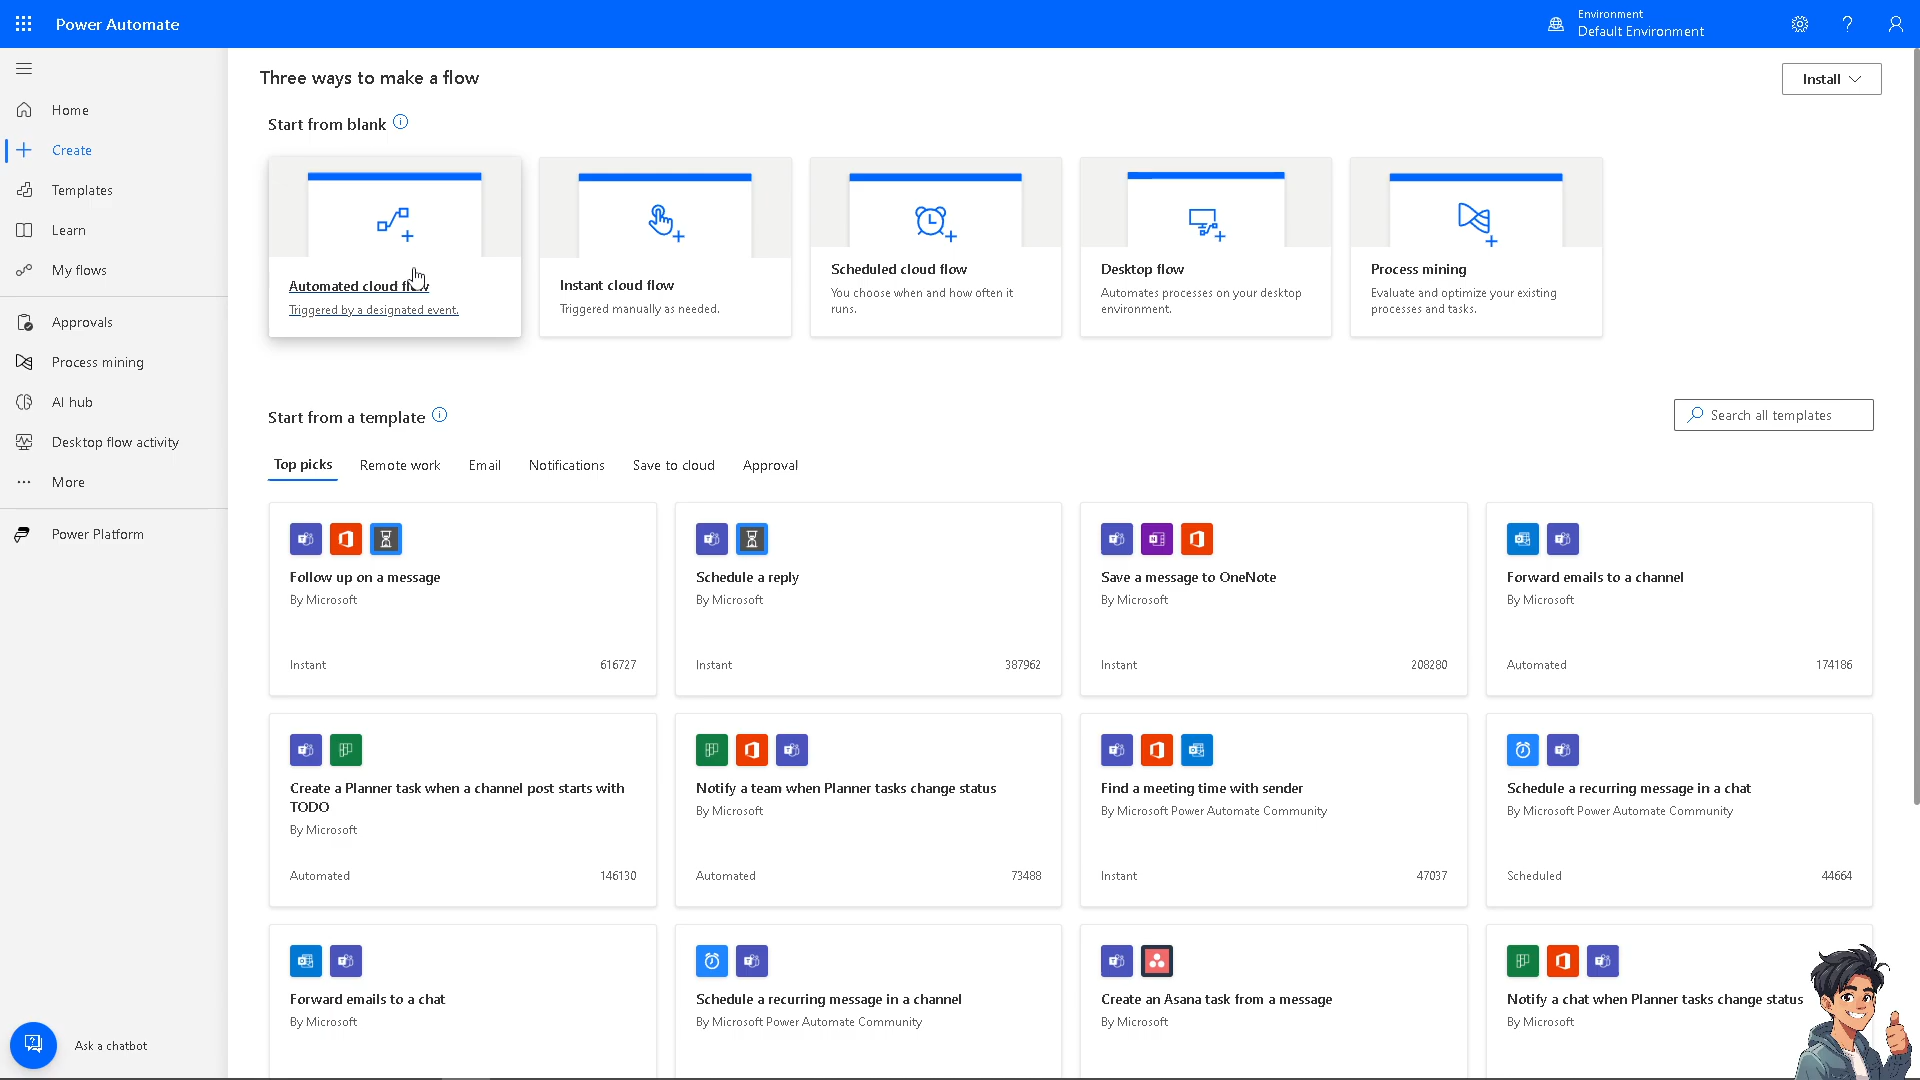 Power Automate
Environment
Default Environment
Home
Create
Templates
Learn
My flows
Approvals
Process mining
AI hub
Desktop flow activity
More
Power Platform
Ask a chatbot
Three ways to make a flow
Install
Start from blank
Automated cloud flow
Triggered by a designated event.
Instant cloud flow
Triggered manually as needed.
Scheduled cloud flow
You choose when and how often it
runs.
Desktop flow
Automates processes on your desktop
environment.
Process mining
Evaluate and optimize your existing
processes and tasks.
Start from a template
Search all templates
Top picks
Remote work
Email
Notifications
Save to cloud
Approval
Follow up on a message
By Microsoft
Instant
616727
Schedule a reply
By Microsoft
Instant
387962
Save a message to OneNote
By Microsoft
Instant
208280
Forward emails to a channel
By Microsoft
Automated
174186
Create a Planner task when a channel post starts with
TODO
By Microsoft
Automated
146130
Notify a team when Planner tasks change status
By Microsoft
Automated
73488
Find a meeting time with sender
By Microsoft Power Automate Community
Instant
47037
Schedule a recurring message in a chat
By Microsoft Power Automate Community
Scheduled
44664
Forward emails to a chat
By Microsoft
Schedule a recurring message in a channel
By Microsoft Power Automate Community
Create an Asana task from a message
By Microsoft
Notify a chat when Planner tasks change status
By Microsoft